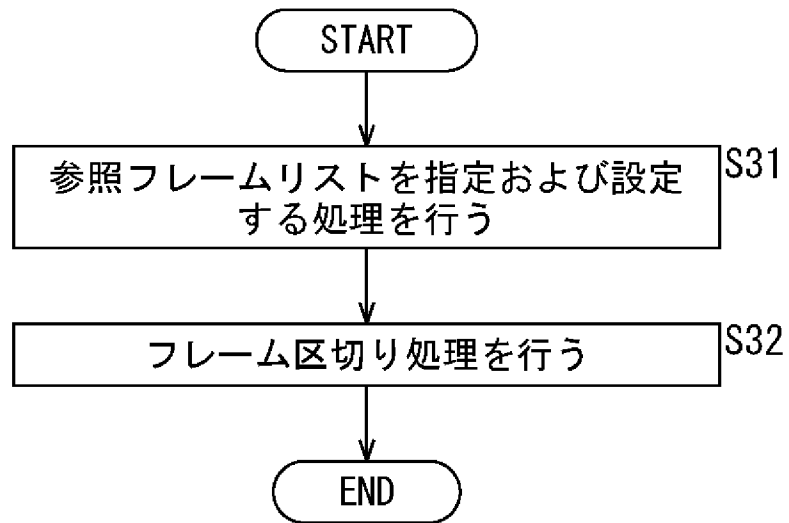 START
参照フレームリストを指定および設定
する処理を行う
S31
フレーム区切り処理を行う
S32
END